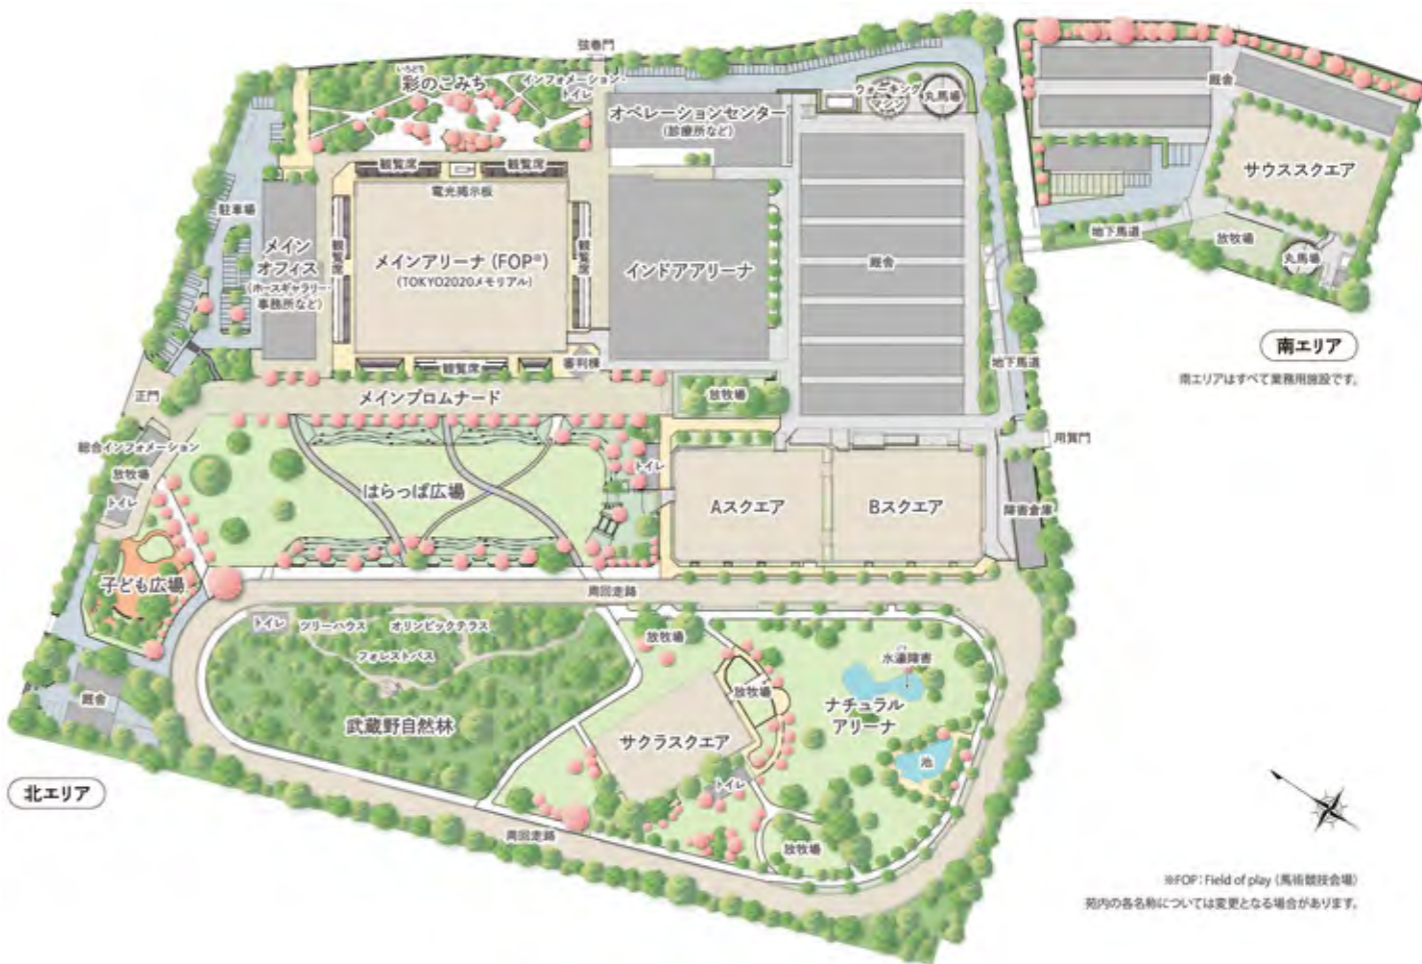 弦巻門
いろどり
彩のこみち
インフォメーション・
トイレ
オペレーションセンター
(診療所など)
ウォーキング
マシン
丸馬場
厩舎
サウススクエア
地下馬道
放牧場
丸馬場
南エリア
南エリアはすべて業務用施設です。
観覧席
観覧席
電光掲示板
駐車場
メイン
オフィス
(ホースギャラリー・
事務所など)
観覧席
メインアリーナ (FOP※)
(TOKYO2020メモリアル)
観覧席
インドアアリーナ
厩舎
観覧席
審判棟
地下馬道
正門
メインプロムナード
放牧場
用賀門
総合インフォメーション
放牧場
トイレ
はらっぱ広場
トイレ
Aスクエア
Bスクエア
障害倉庫
子ども広場
周回走路
トイレ
ツリーハウス
オリンピックテラス
フォレストパス
放牧場
水濠障害
放牧場
ナチュラル
アリーナ
厩舎
武蔵野自然林
サクラスクエア
トイレ
池
北エリア
周回走路
放牧場
※FOP：Field of play (馬術競技会場)
苑内の各名称については変更となる場合があります。